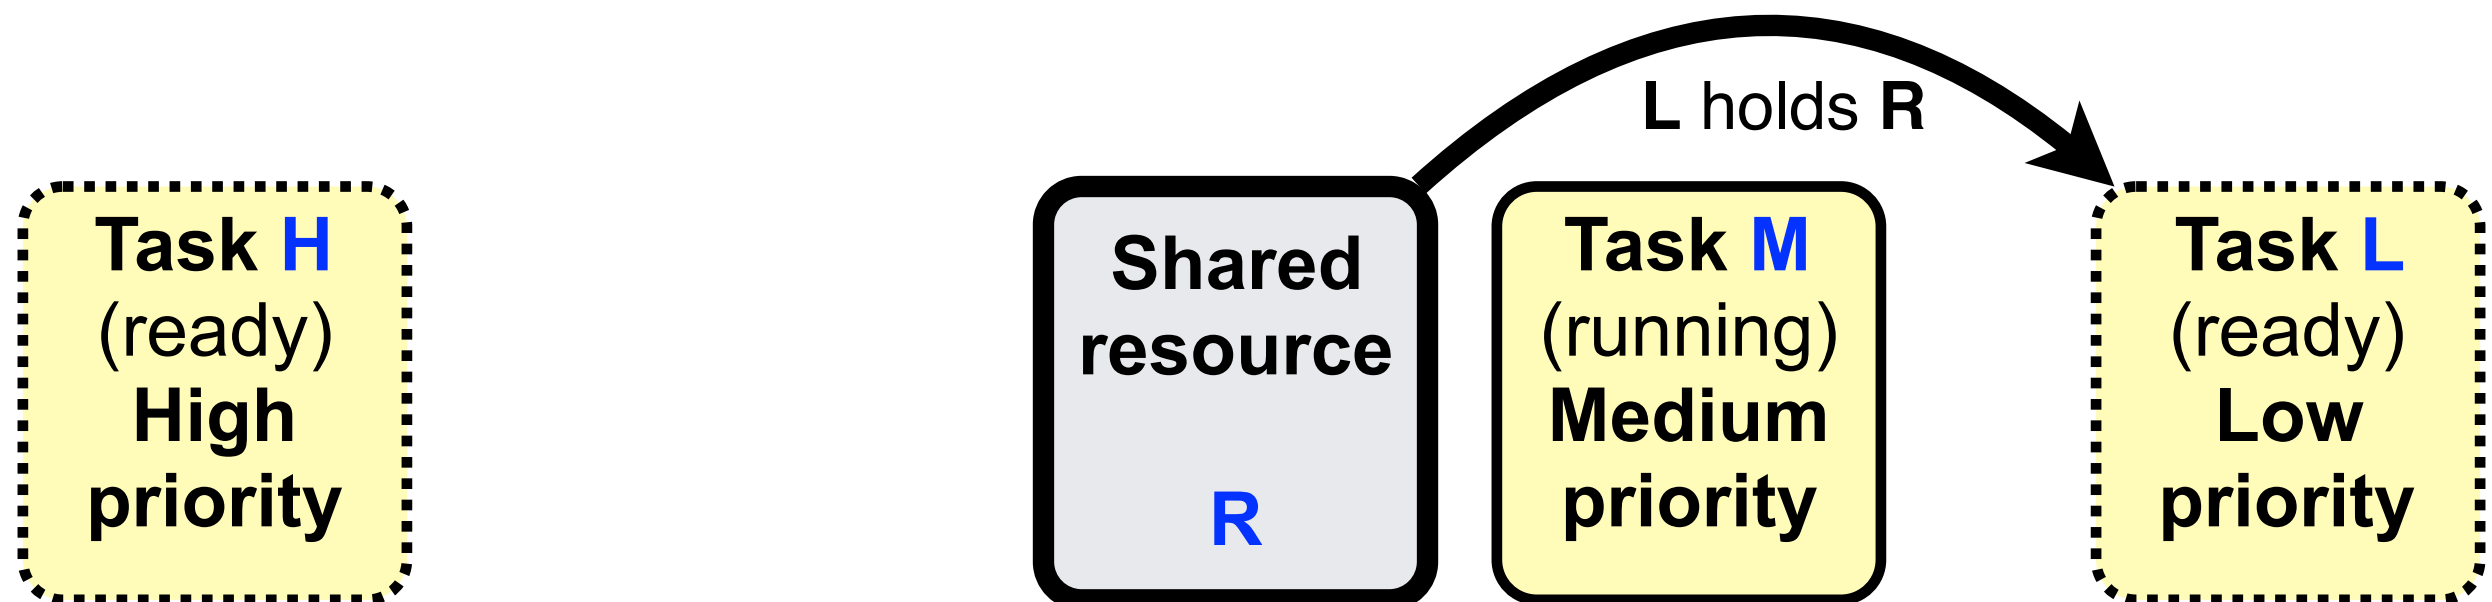 L holds R
Task H
(ready)
High
priority
Shared
resource
R
Task M
(running)
Medium
priority
Task L
(ready)
Low
priority